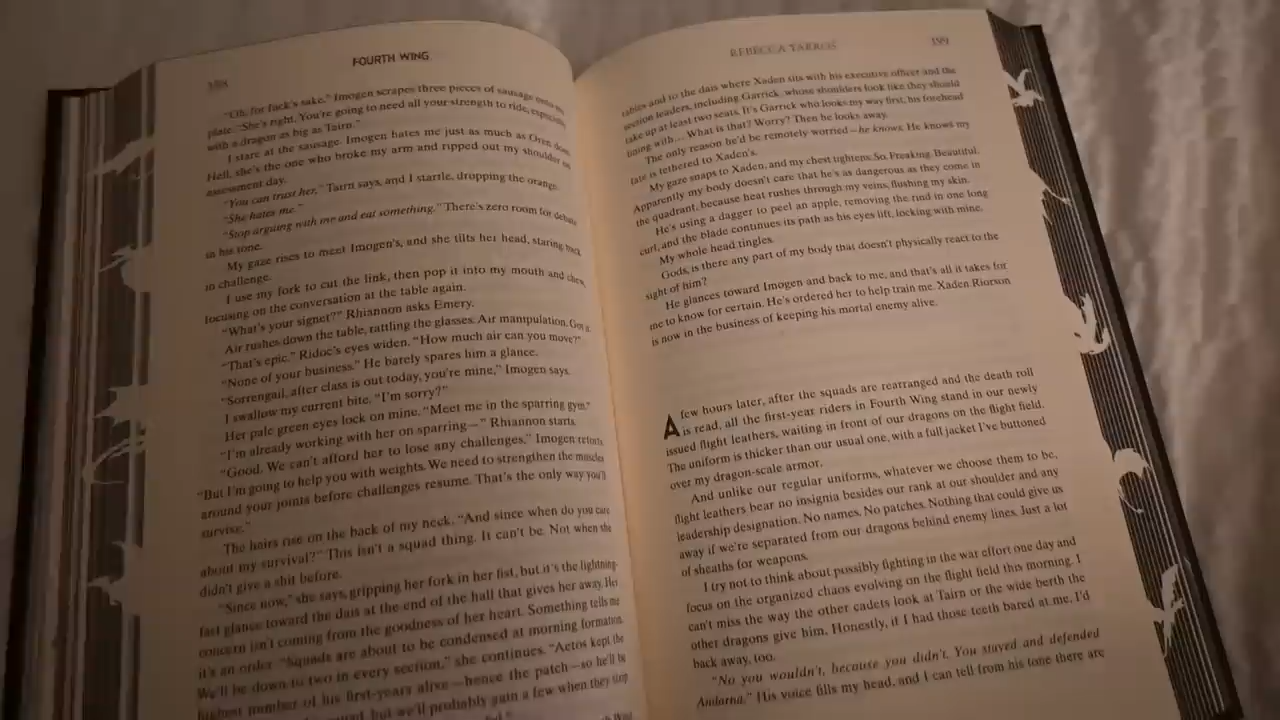 198
FOURTH WING
"Oh, for fuck's sake." Imogen scrapes three pieces of sausage onto my
plate. "She's right. You're going to need all your strength to ride, especially
with a dragon as big as Tairn."
I stare at the sausage. Imogen hates me just as much as Oren does.
Hell, she's the one who broke my arm and ripped out my shoulder on
assessment day.
"You can trust her," Tairn says, and I startle, dropping the orange.
"She hates me."
"Stop arguing with me and eat something." There's zero room for debate
in his tone.
My gaze rises to meet Imogen's, and she tilts her head, staring back
in challenge.
I use my fork to cut the link, then pop it into my mouth and chew,
focusing on the conversation at the table again.
"What's your signet?" Rhiannon asks Emery.
Air rushes down the table, rattling the glasses. Air manipulation. Got it.
"That's epic." Ridoc's eyes widen. "How much air can you move?"
"None of your business." He barely spares him a glance.
"Sorrengail, after class is out today, you're mine," Imogen says.
I swallow my current bite. "I'm sorry?"
Her pale green eyes lock on mine. "Meet me in the sparring gym."
"I'm already working with her on sparring—" Rhiannon starts.
"Good. We can't afford her to lose any challenges," Imogen retorts.
"But I'm going to help you with weights. We need to strengthen the muscles
around your joints before challenges resume. That's the only way you'll
survive."
The hairs rise on the back of my neck. "And since when do you care
about my survival?" This isn't a squad thing. It can't be. Not when she
didn't give a shit before.
"Since now," she says, gripping her fork in her fist, but it's the lightning-
fast glance toward the dais at the end of the hall that gives her away. Her
concern isn't coming from the goodness of her heart. Something tells me
it's an order. "Squads are about to be condensed at morning formation.
We'll be down to two in every section," she continues. "Aetos kept the
highest number of his first-years alive—hence the patch—so he'll be
but we'll probably gain a few when they stop
REBECCA YARROS
199
tables and to the dais where Xaden sits with his executive officer and the
section leaders, including Garrick, whose shoulders look like they should
take up at least two seats. It's Garrick who looks my way first, his forehead
lining with... What is that? Worry? Then he looks away.
The only reason he'd be remotely worried—he knows. He knows my
fate is tethered to Xaden's.
My gaze snaps to Xaden, and my chest tightens. So. Freaking. Beautiful.
Apparently my body doesn't care that he's as dangerous as they come in
the quadrant, because heat rushes through my veins, flushing my skin.
He's using a dagger to peel an apple, removing the rind in one long
curl, and the blade continues its path as his eyes lift, locking with mine.
My whole head tingles.
Gods, is there any part of my body that doesn't physically react to the
sight of him?
He glances toward Imogen and back to me, and that's all it takes for
me to know for certain. He's ordered her to help train me. Xaden Riorson
is now in the business of keeping his mortal enemy alive.
A few hours later, after the squads are rearranged and the death roll
is read, all the first-year riders in Fourth Wing stand in our newly
issued flight leathers, waiting in front of our dragons on the flight field.
The uniform is thicker than our usual one, with a full jacket I've buttoned
over my dragon-scale armor.
And unlike our regular uniforms, whatever we choose them to be,
flight leathers bear no insignia besides our rank at our shoulder and any
leadership designation. No names. No patches. Nothing that could give us
away if we're separated from our dragons behind enemy lines. Just a lot
of sheaths for weapons.
I try not to think about possibly fighting in the war effort one day and
focus on the organized chaos evolving on the flight field this morning. I
can't miss the way the other cadets look at Tairn or the wide berth the
other dragons give him. Honestly, if I had those teeth bared at me, I'd
back away, too.
"No you wouldn't, because you didn't. You stayed and defended
Andarna." His voice fills my head, and I can tell from his tone there are